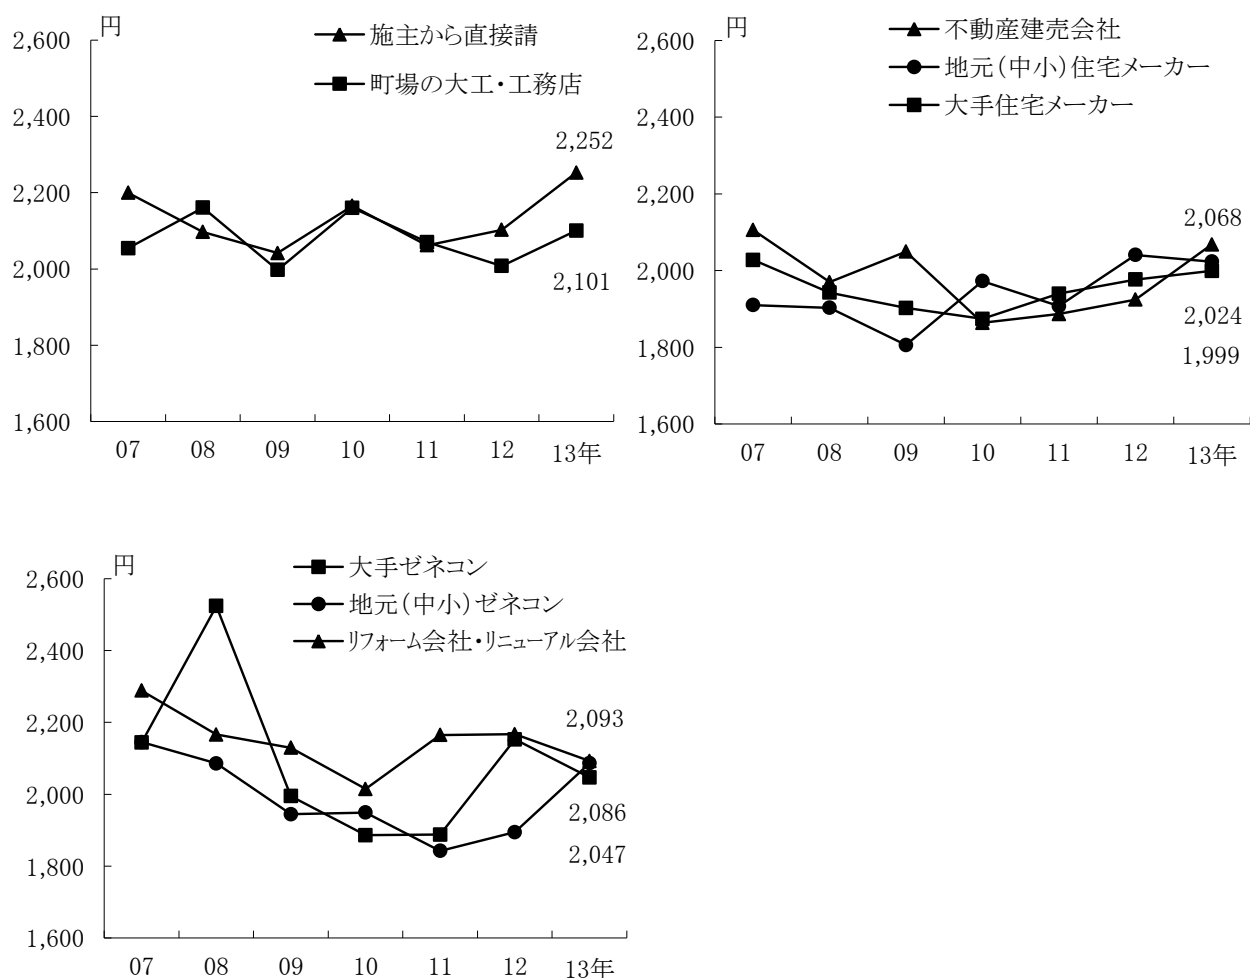 円
2,600
2,400
2,200
2,000
1,800
1,600
施主から直接請
町場の大工・工務店
2,252
2,101
07 08 09 10 11 12 13年
円
2,600
2,400
2,200
2,000
1,800
1,600
不動産建売会社
地元(中小)住宅メーカー
大手住宅メーカー
2,068
2,024
1,999
07 08 09 10 11 12 13年
円
2,600
2,400
2,200
2,000
1,800
1,600
大手ゼネコン
地元(中小)ゼネコン
リフォーム会社・リニューアル会社
2,093
2,086
2,047
07 08 09 10 11 12 13年